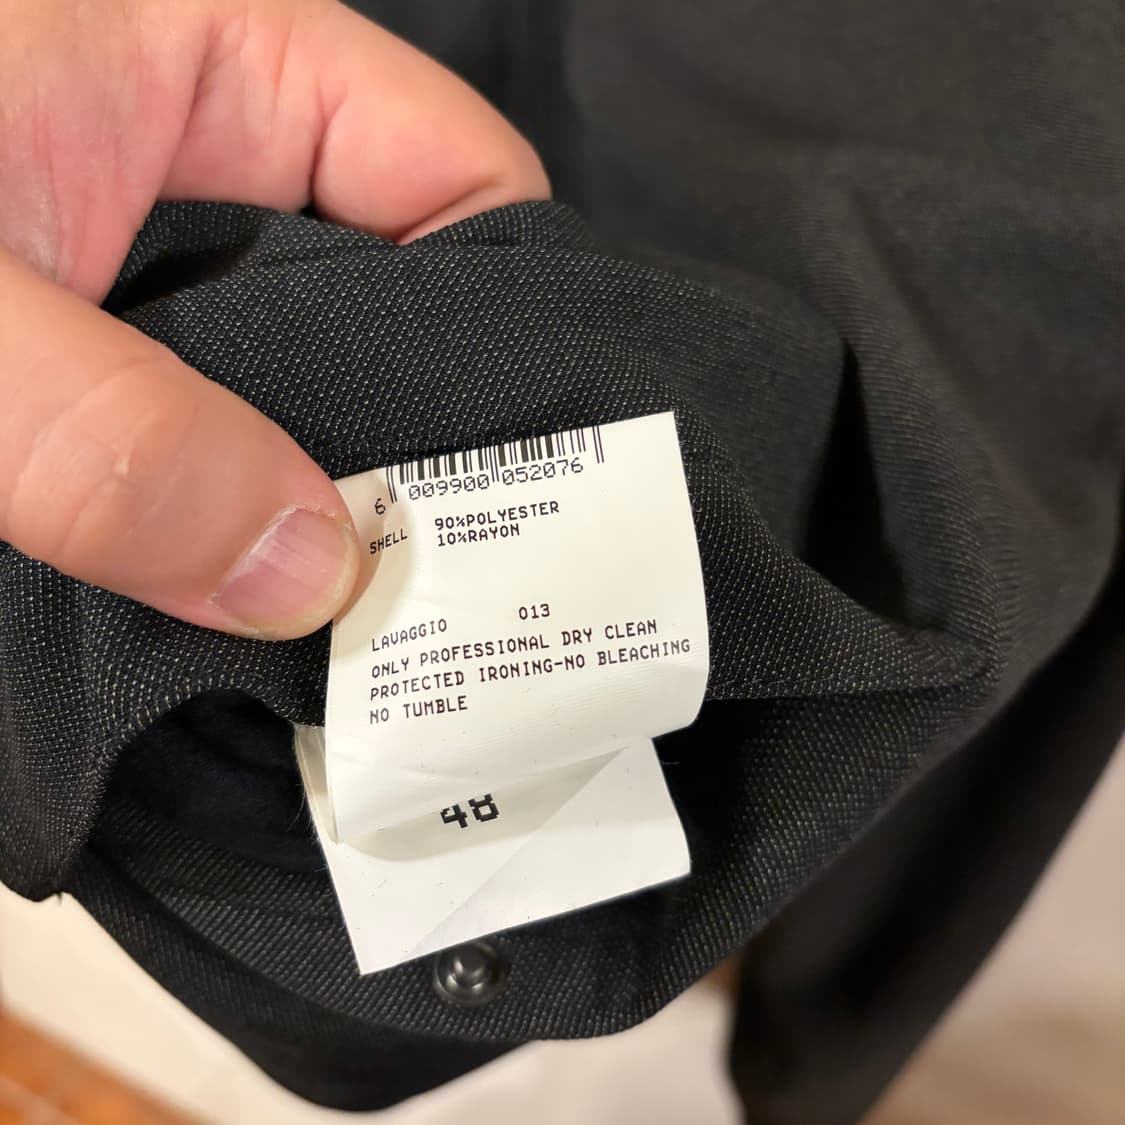 6 009900 052076
SHELL 90%POLYESTER
10%RAYON
LAVAGGIO 013
ONLY PROFESSIONAL DRY CLEAN
PROTECTED IRONING-NO BLEACHING
NO TUMBLE
48